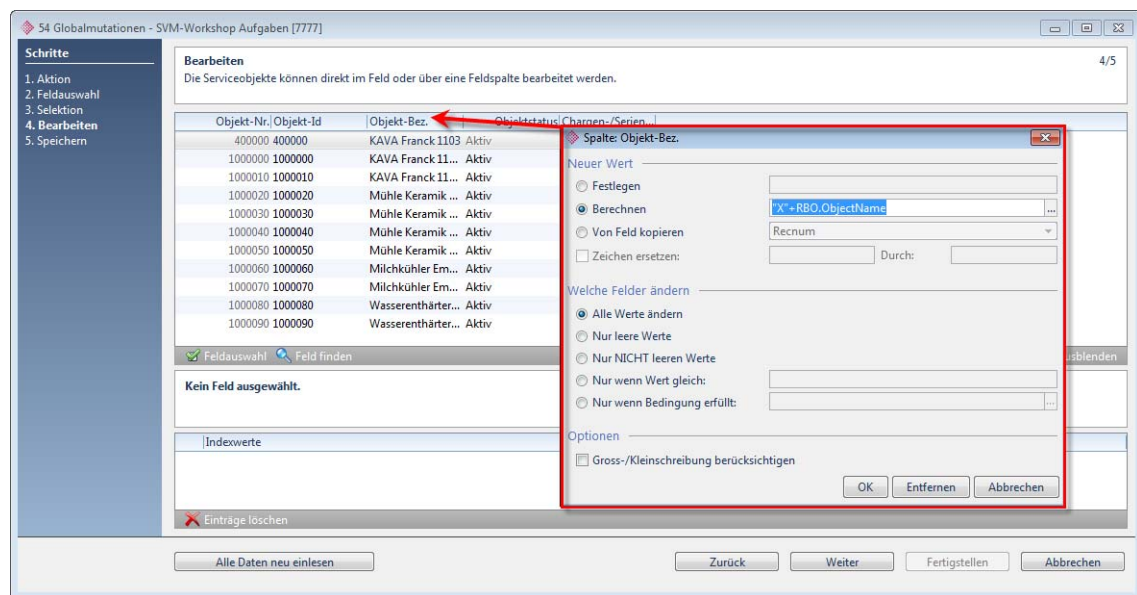 54 Globalmutationen - SVM-Workshop Aufgaben [7777]
Schritte
1. Aktion
2. Feldauswahl
3. Selektion
4. Bearbeiten
5. Speichern
Bearbeiten 4/5
Die Serviceobjekte können direkt im Feld oder über eine Feldspalte bearbeitet werden.
Objekt-Nr. Objekt-Id Objekt-Bez. Objektstatus Chargen-/Serien...
400000 400000 KAVA Franck 1103 Aktiv
1000000 1000000 KAVA Franck 11... Aktiv
1000010 1000010 KAVA Franck 11... Aktiv
1000020 1000020 Mühle Keramik ... Aktiv
1000030 1000030 Mühle Keramik ... Aktiv
1000040 1000040 Mühle Keramik ... Aktiv
1000050 1000050 Mühle Keramik ... Aktiv
1000060 1000060 Milchkühler Em... Aktiv
1000070 1000070 Milchkühler Em... Aktiv
1000080 1000080 Wasserenthärter... Aktiv
1000090 1000090 Wasserenthärter... Aktiv
Feldauswahl Feld finden
Kein Feld ausgewählt.
Indexwerte
Einträge löschen
Spalte: Objekt-Bez.
Neuer Wert
Festlegen
Berechnen "X"+RBO.ObjectName ...
Von Feld kopieren Recnum
Zeichen ersetzen: Durch:
Welche Felder ändern
Alle Werte ändern
Nur leere Werte
Nur NICHT leeren Werte
Nur wenn Wert gleich:
Nur wenn Bedingung erfüllt: ...
Optionen
Gross-/Kleinschreibung berücksichtigen
OK Entfernen Abbrechen
Alle Daten neu einlesen Zurück Weiter Fertigstellen Abbrechen